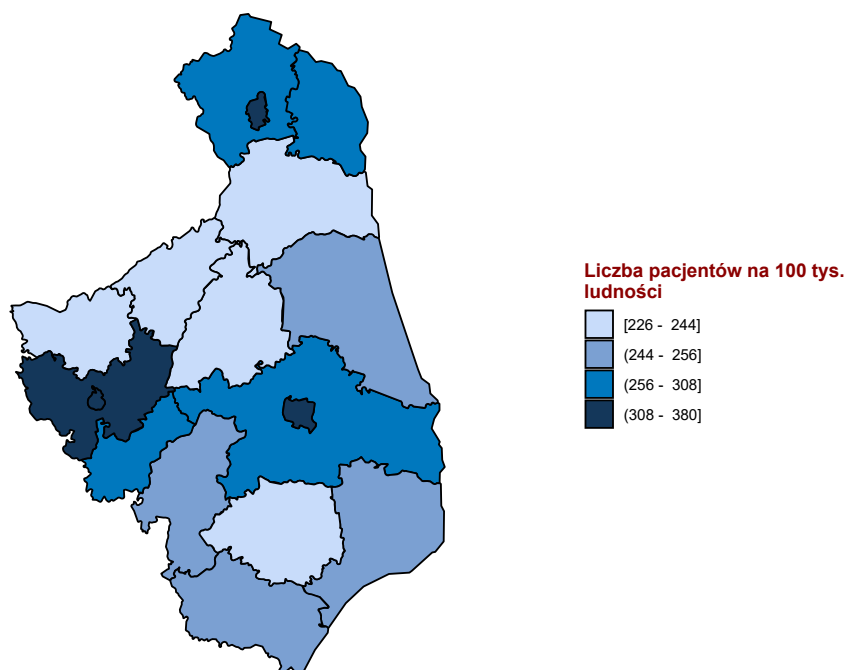 Liczba pacjentów na 100 tys.
ludności
[226 - 244]
(244 - 256]
(256 - 308]
(308 - 380]